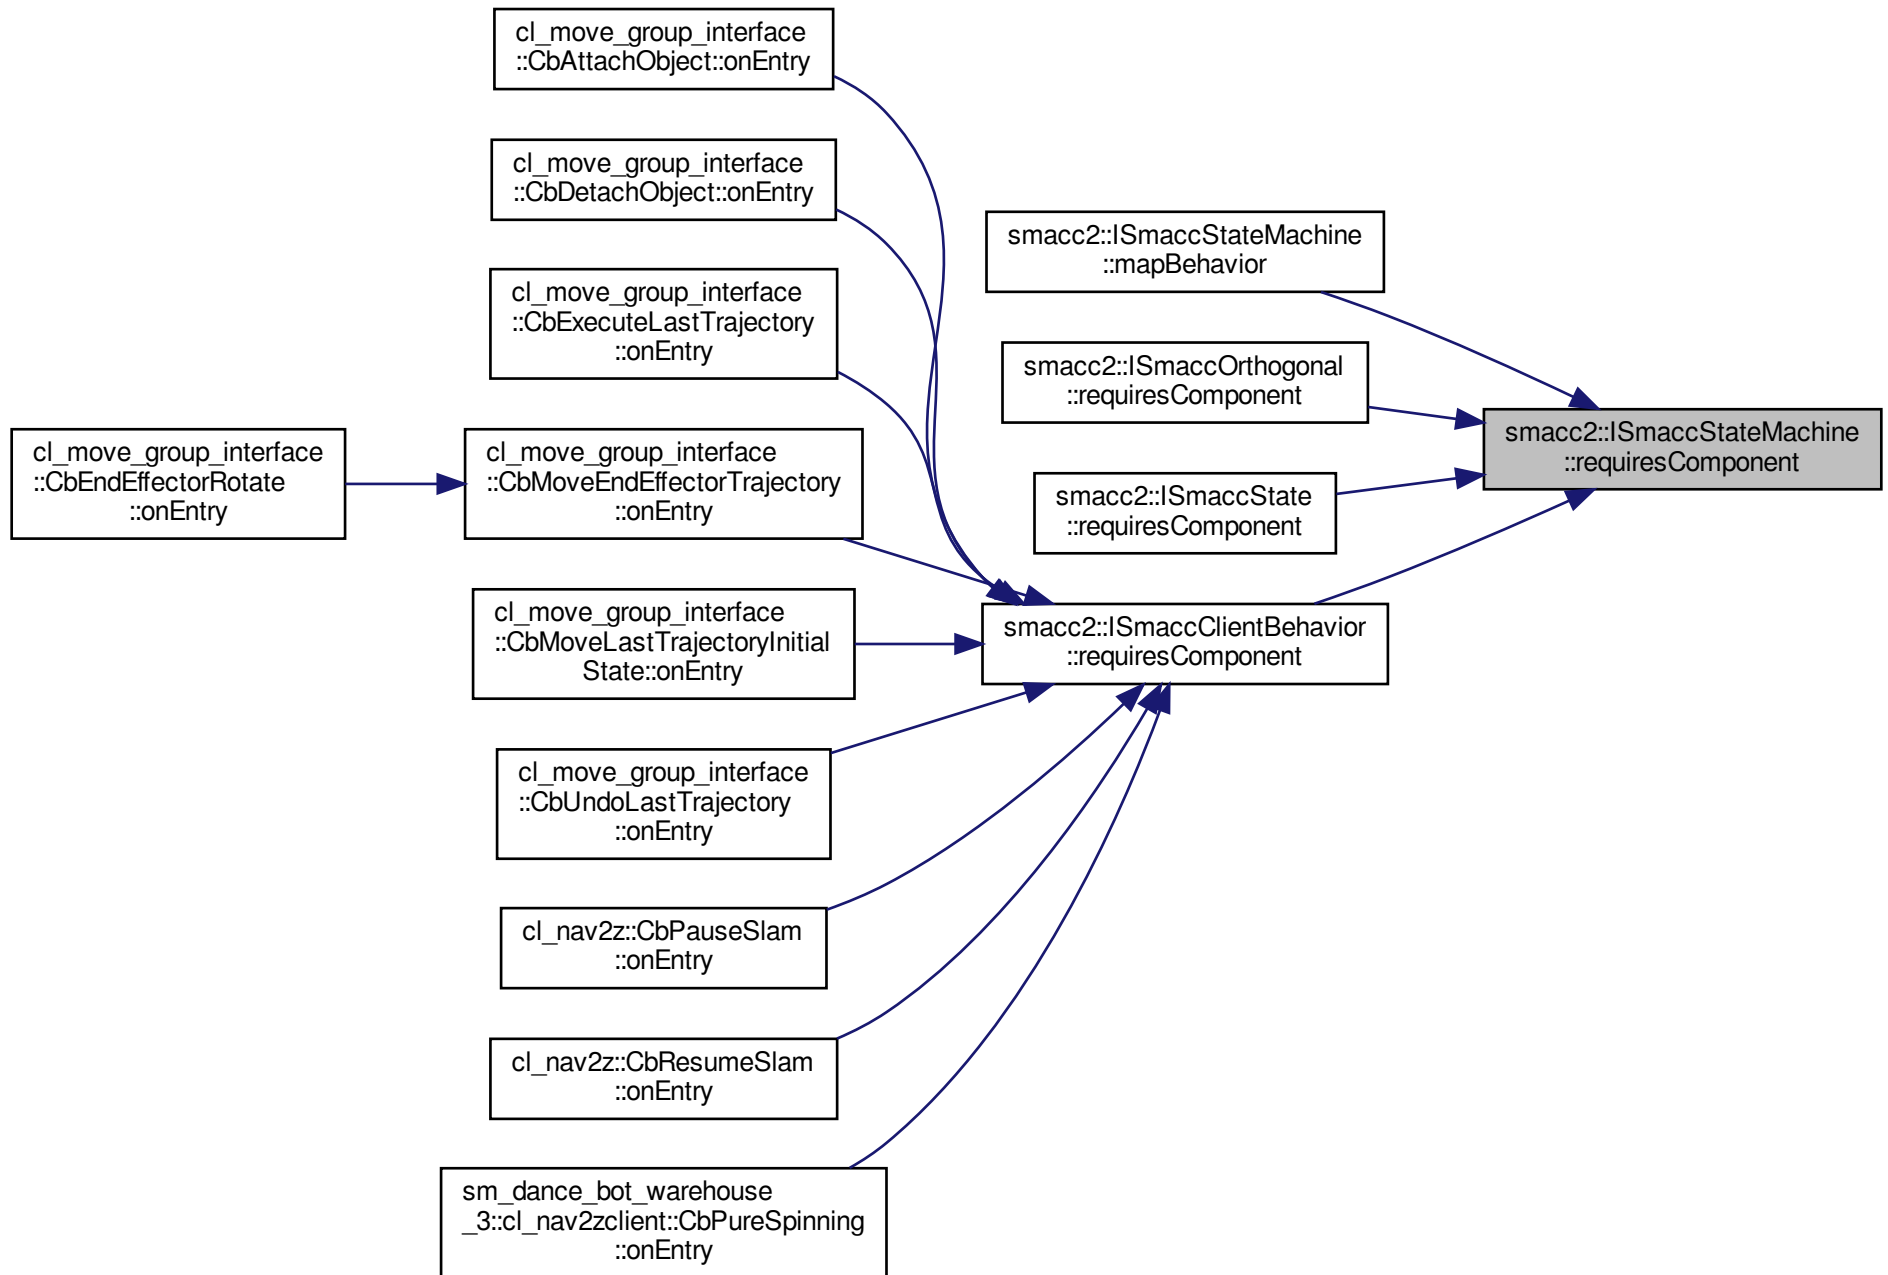 cl_move_group_interface
::CbAttachObject::onEntry
cl_move_group_interface
::CbDetachObject::onEntry
smacc2::ISmaccStateMachine
::mapBehavior
cl_move_group_interface
::CbExecuteLastTrajectory
::onEntry
smacc2::ISmaccOrthogonal
::requiresComponent
smacc2::ISmaccStateMachine
::requiresComponent
cl_move_group_interface
::CbEndEffectorRotate
::onEntry
cl_move_group_interface
::CbMoveEndEffectorTrajectory
::onEntry
smacc2::ISmaccState
::requiresComponent
cl_move_group_interface
::CbMoveLastTrajectoryInitial
State::onEntry
smacc2::ISmaccClientBehavior
::requiresComponent
cl_move_group_interface
::CbUndoLastTrajectory
::onEntry
cl_nav2z::CbPauseSlam
::onEntry
cl_nav2z::CbResumeSlam
::onEntry
sm_dance_bot_warehouse
_3::cl_nav2zclient::CbPureSpinning
::onEntry